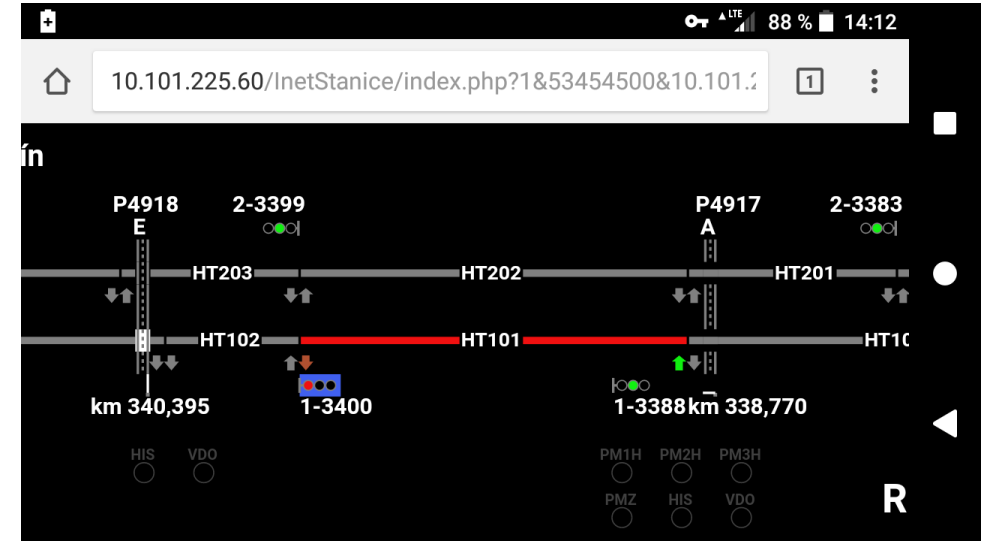 88 % 14:12
LTE
10.101.225.60/InetStanice/index.php?1&53454500&10.101.2
1
ín
P4918 2-3399 P4917 2-3383
E A
HT203 HT202 HT201
HT102 HT101 HT10
1-3400 1-3388
km 340,395 km 338,770
HIS VDO PM1H PM2H PM3H
PMZ HIS VDO
R